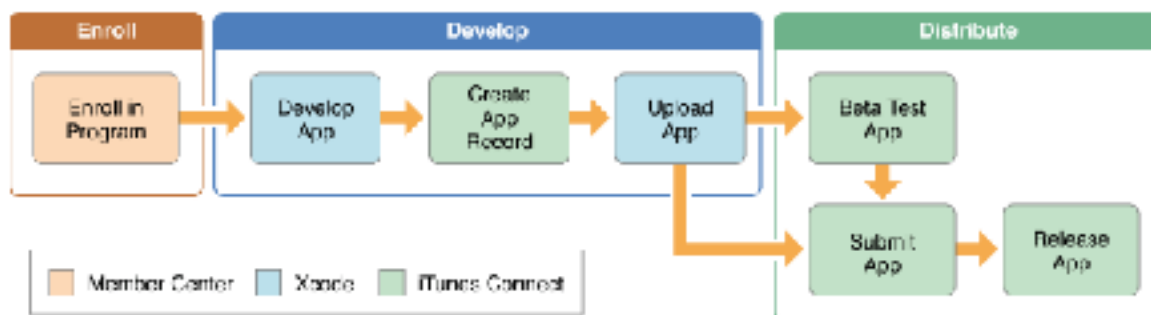 Enroll
Develop
Distribute
Enroll in
Program
Develop
App
Create
App
Record
Upload
App
Beta Test
App
Submit
App
Release
App
Member Center
Xcode
iTunes Connect